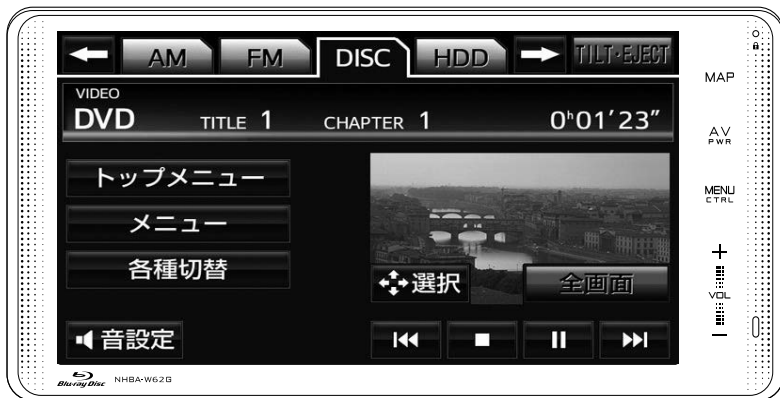 AM FM DISC HDD TILT·EJECT
VIDEO
DVD TITLE 1 CHAPTER 1 0h01'23"
トップメニュー
メニュー
各種切替
選択 全画面
音設定
MAP
AV
PWR
MENU
CTRL
+
VOL
−
Blu-ray Disc NHBA-W62G